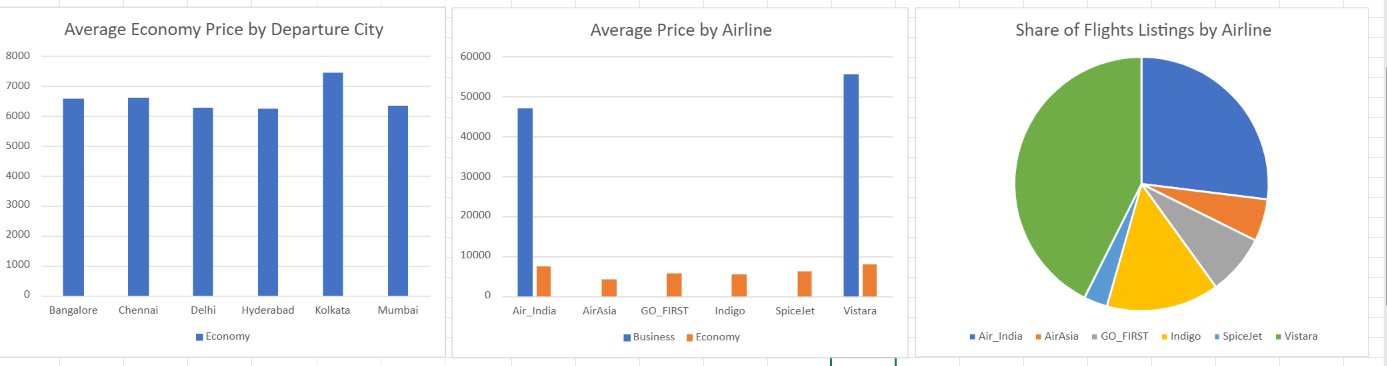 Average Economy Price by Departure City
8000
7000
6000
5000
4000
3000
2000
1000
0
Bangalore Chennai Delhi Hyderabad Kolkata Mumbai
Economy
Average Price by Airline
60000
50000
40000
30000
20000
10000
0
Air_India AirAsia GO_FIRST Indigo SpiceJet Vistara
Business Economy
Share of Flights Listings by Airline
Air_India AirAsia GO_FIRST Indigo SpiceJet Vistara